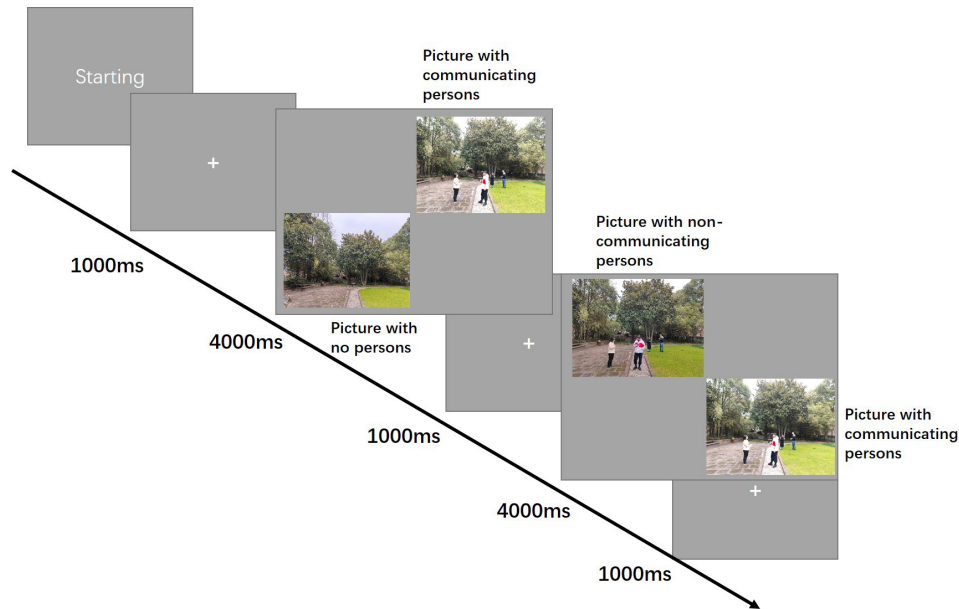 Starting
+
Picture with
communicating
persons
1000ms
4000ms
Picture with
no persons
+
Picture with non-
communicating
persons
1000ms
Picture with
communicating
persons
4000ms
+
1000ms